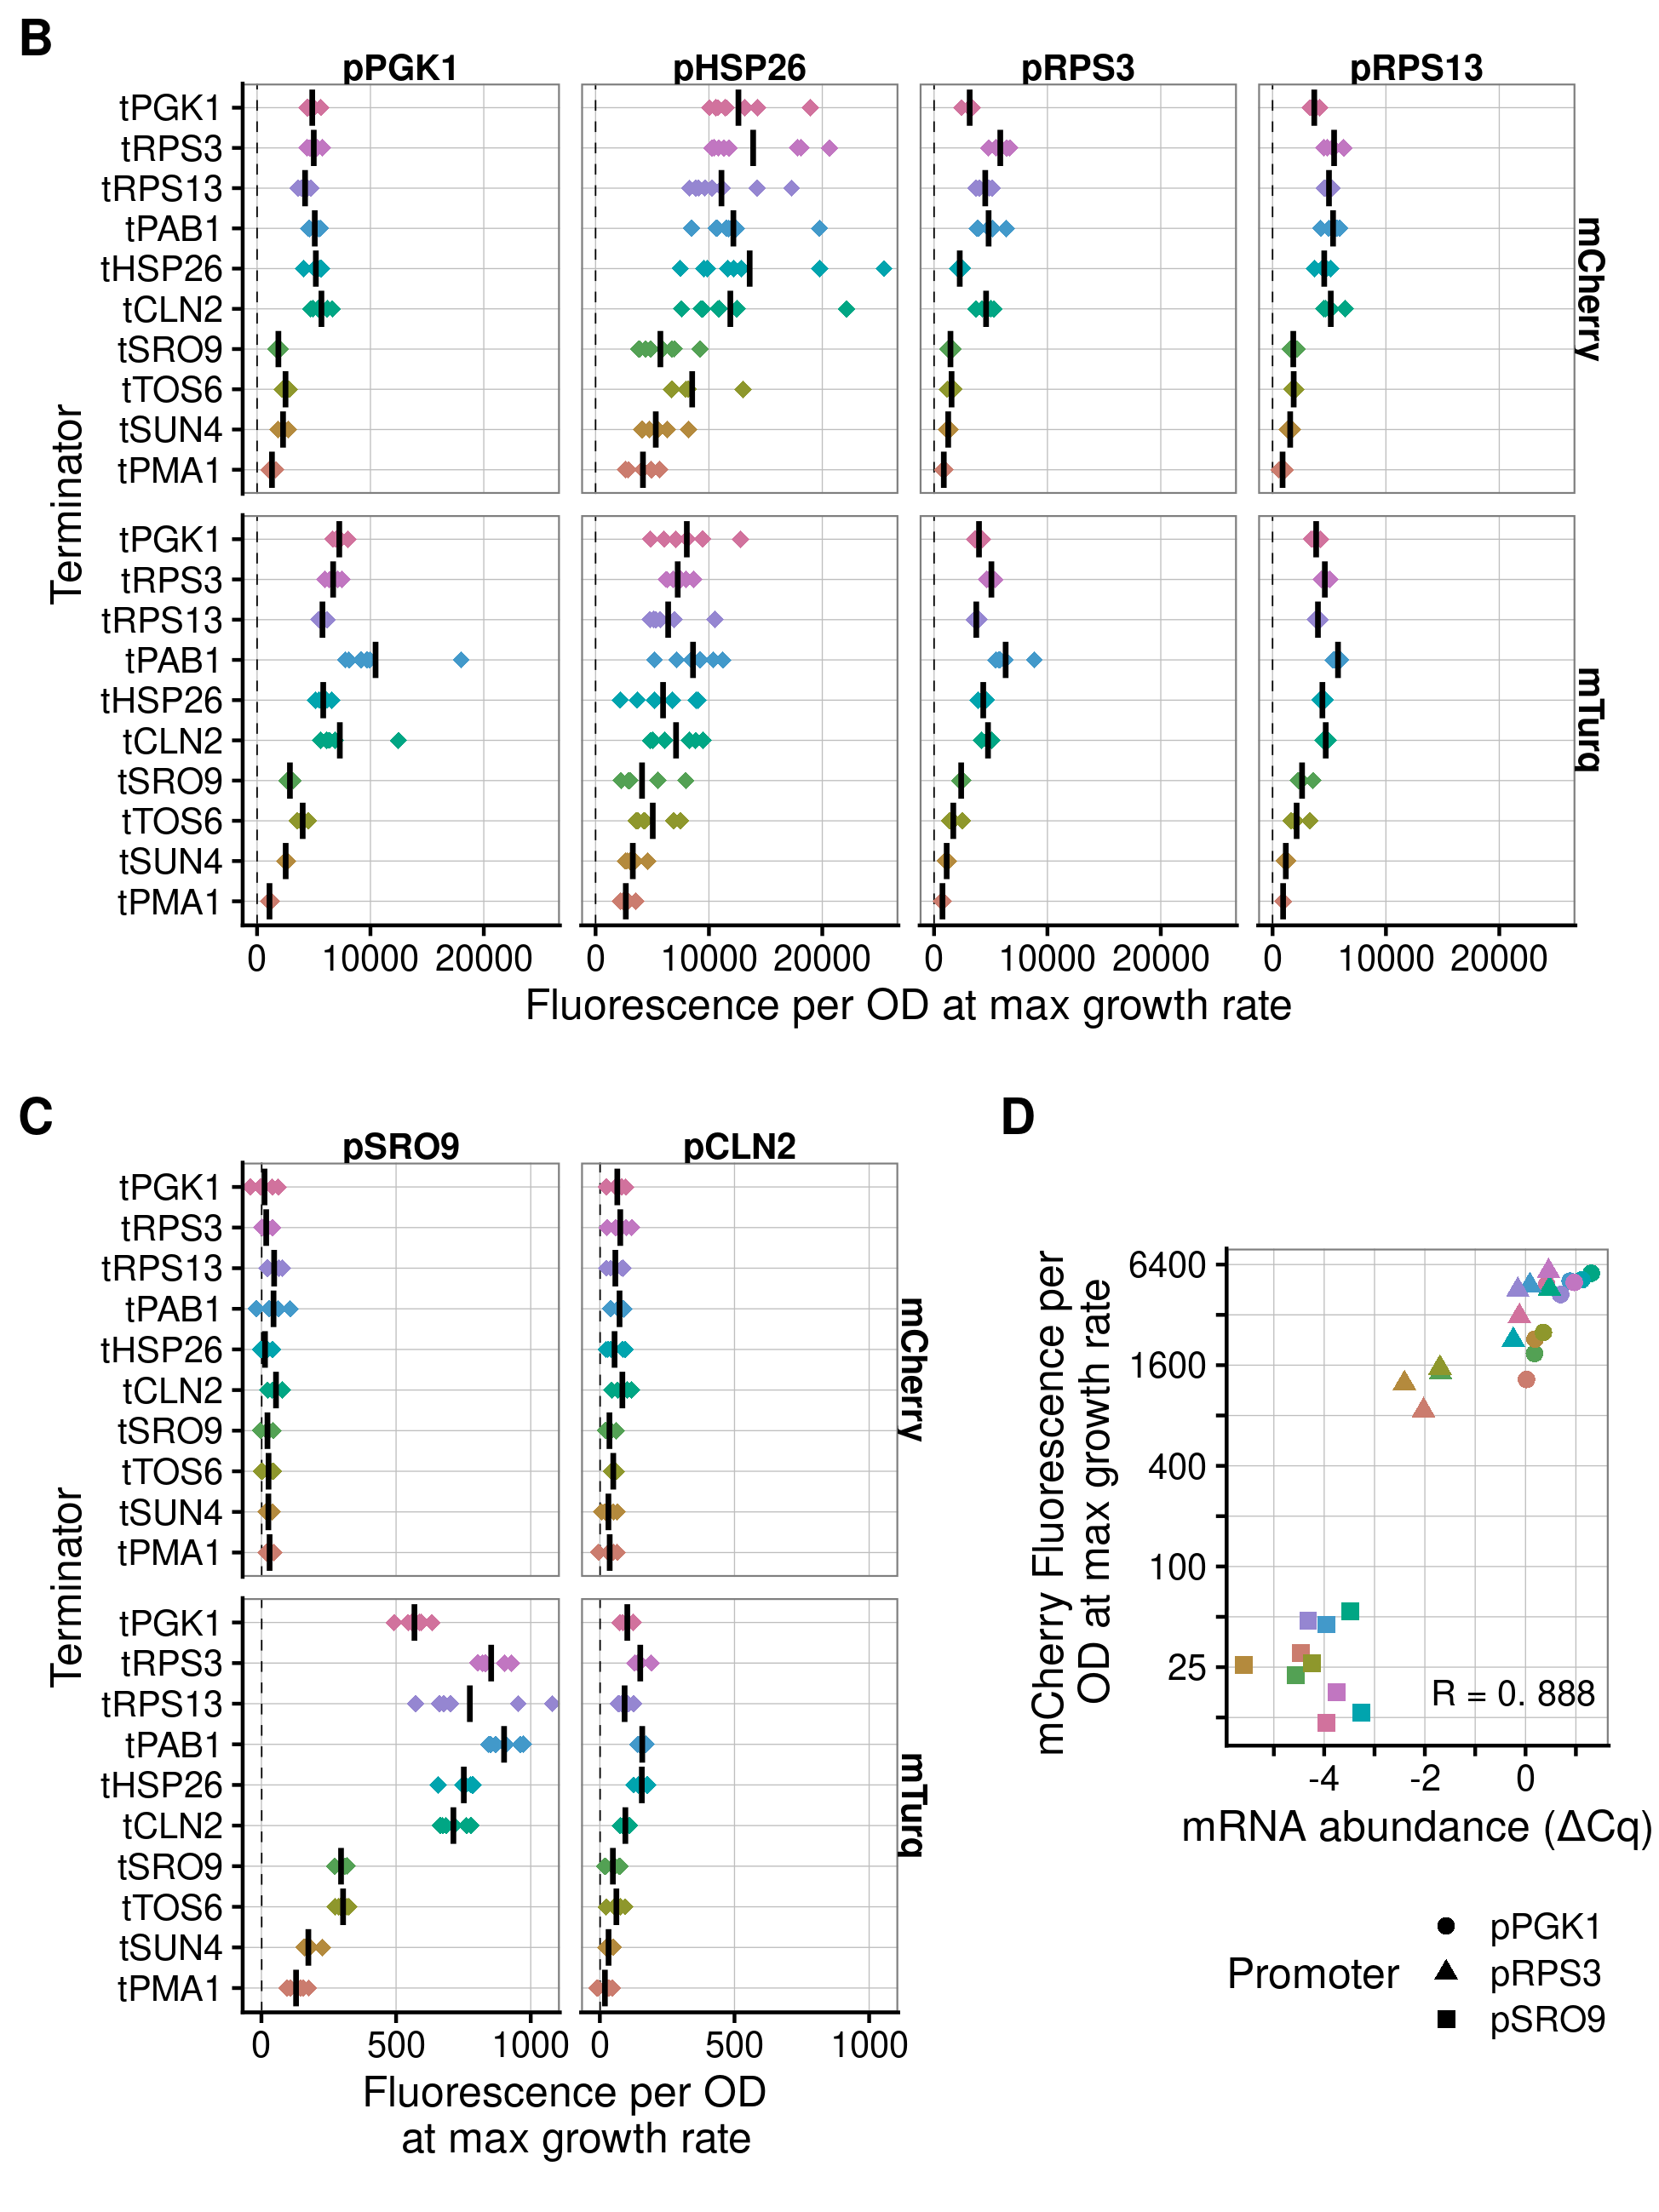 B
pPGK1 pHSP26 pRPS3 pRPS13
tPGK1
tRPS3
tRPS13
tPAB1
tHSP26
tCLN2
tSRO9
tTOS6
tSUN4
tPMA1
mCherry
Terminator
tPGK1
tRPS3
tRPS13
tPAB1
tHSP26
tCLN2
tSRO9
tTOS6
tSUN4
tPMA1
mTurq
0 10000 20000 0 10000 20000 0 10000 20000 0 10000 20000
Fluorescence per OD at max growth rate
C
pSRO9 pCLN2
tPGK1
tRPS3
tRPS13
tPAB1
tHSP26
tCLN2
tSRO9
tTOS6
tSUN4
tPMA1
mCherry
Terminator
tPGK1
tRPS3
tRPS13
tPAB1
tHSP26
tCLN2
tSRO9
tTOS6
tSUN4
tPMA1
mTurq
0 500 1000 0 500 1000
Fluorescence per OD
at max growth rate
D
mCherry Fluorescence per
OD at max growth rate
6400
1600
400
100
25
R = 0. 888
-4 -2 0
mRNA abundance (ΔCq)
Promoter
pPGK1
pRPS3
pSRO9